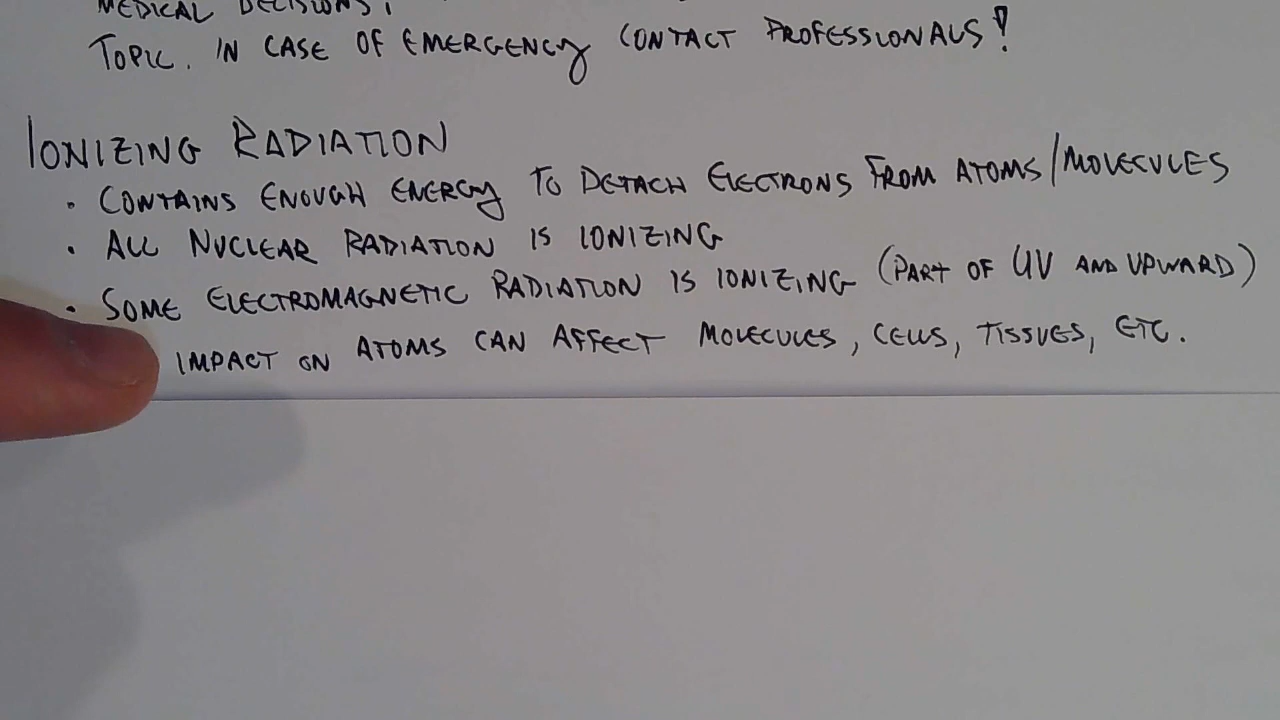 MEDICAL DECISIONS!
TOPIC. IN CASE OF EMERGENCY CONTACT PROFESSIONALS!
IONIZING RADIATION
• CONTAINS ENOUGH ENERGY TO DETACH ELECTRONS FROM ATOMS/MOLECULES
• ALL NUCLEAR RADIATION IS IONIZING
• SOME ELECTROMAGNETIC RADIATION IS IONIZING (PART OF UV AND UPWARD)
IMPACT ON ATOMS CAN AFFECT MOLECULES, CELLS, TISSUES, ETC.